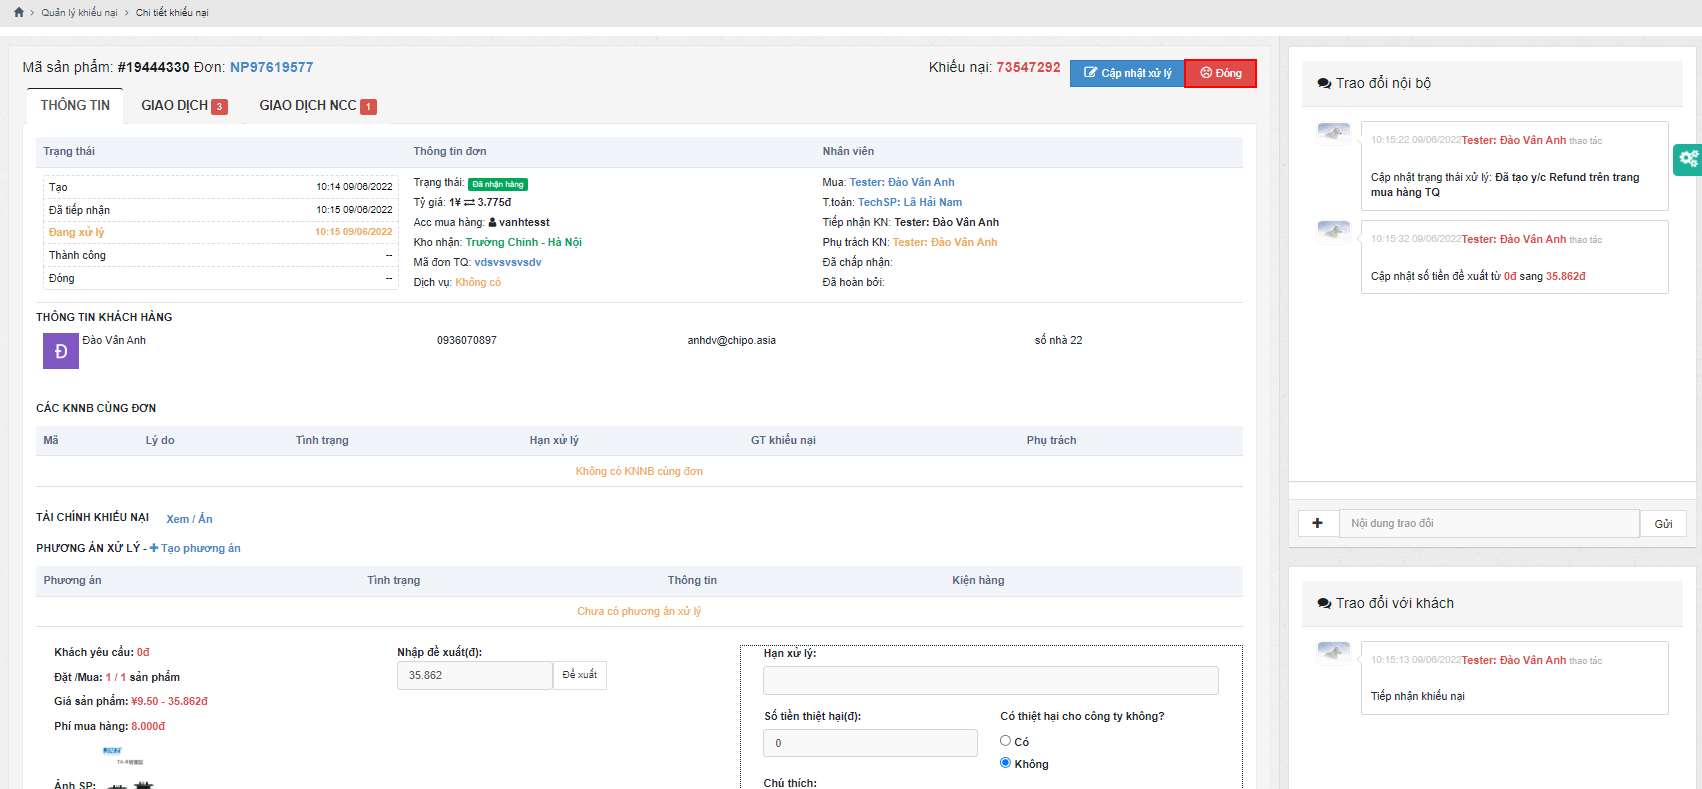 Quản lý khiếu nại > Chi tiết khiếu nại
Mã sản phẩm: #19444330 Đơn: NP97619577
Khiếu nại: 73547292 Cập nhật xử lý Đóng
THÔNG TIN GIAO DỊCH 3 GIAO DỊCH NCC 1
Trạng thái Thông tin đơn Nhân viên
Tạo 10:14 09/06/2022
Đã tiếp nhận 10:15 09/06/2022
Đang xử lý 10:15 09/06/2022
Thành công --
Đóng --
Trạng thái: Đã nhận hàng
Tỷ giá: 1¥ ⇄ 3.775đ
Acc mua hàng: vanhtesst
Kho nhận: Trường Chinh - Hà Nội
Mã đơn TQ: vdsvsvsvsdv
Dịch vụ: Không có
Mua: Tester: Đào Vân Anh
T.toán: TechSP: Lã Hải Nam
Tiếp nhận KN: Tester: Đào Vân Anh
Phụ trách KN: Tester: Đào Vân Anh
Đã chấp nhận:
Đã hoàn bởi:
THÔNG TIN KHÁCH HÀNG
Đ Đào Vân Anh 0936070897 anhdv@chipo.asia số nhà 22
CÁC KNNB CÙNG ĐƠN
Mã Lý do Tình trạng Hạn xử lý GT khiếu nại Phụ trách
Không có KNNB cùng đơn
TÀI CHÍNH KHIẾU NẠI Xem / Ẩn
PHƯƠNG ÁN XỬ LÝ - + Tạo phương án
Phương án Tình trạng Thông tin Kiện hàng
Chưa có phương án xử lý
Khách yêu cầu: 0đ
Đặt /Mua: 1 / 1 sản phẩm
Giá sản phẩm: ¥9.50 - 35.862đ
Phí mua hàng: 8.000đ
Ảnh SP:
Nhập đề xuất(đ):
35.862 Đề xuất
Hạn xử lý:
Số tiền thiệt hại(đ):
0
Có thiệt hại cho công ty không?
Có
Không
Chú thích:
Trao đổi nội bộ
10:15:22 09/06/2022Tester: Đào Vân Anh thao tác
Cập nhật trạng thái xử lý: Đã tạo y/c Refund trên trang
mua hàng TQ
10:15:32 09/06/2022Tester: Đào Vân Anh thao tác
Cập nhật số tiền đề xuất từ 0đ sang 35.862đ
+ Nội dung trao đổi Gửi
Trao đổi với khách
10:15:13 09/06/2022Tester: Đào Vân Anh thao tác
Tiếp nhận khiếu nại